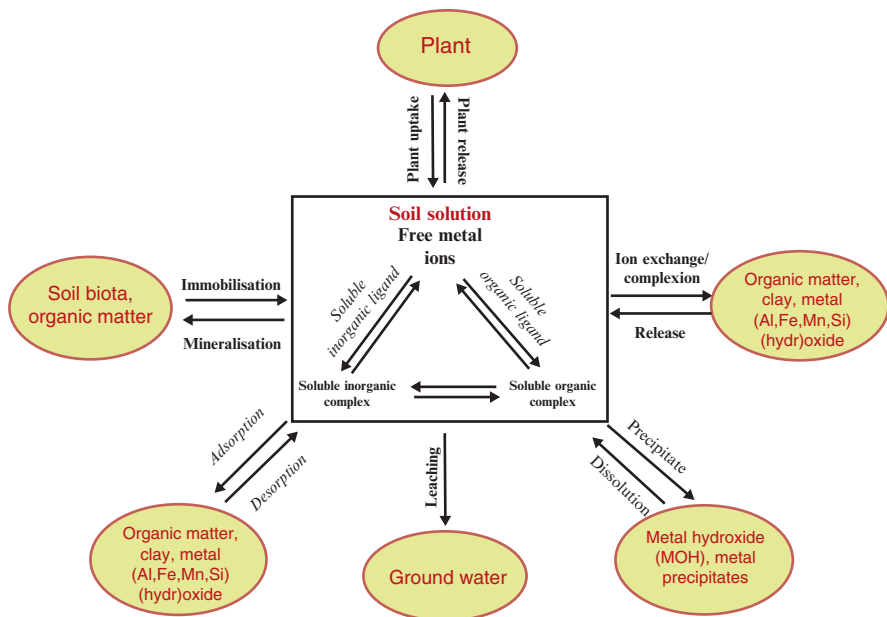 Plant
Plant uptake
Plant release
Soil solution
Free metal
ions
Soluble
inorganic ligand
Soluble
organic ligand
Soluble inorganic
complex
Soluble organic
complex
Immobilisation
Mineralisation
Soil biota,
organic matter
Ion exchange/
complexion
Release
Organic matter,
clay, metal
(Al,Fe,Mn,Si)
(hydr)oxide
Adsorption
Desorption
Leaching
Precipitate
Dissolution
Organic matter,
clay, metal
(Al,Fe,Mn,Si)
(hydr)oxide
Ground water
Metal hydroxide
(MOH), metal
precipitates